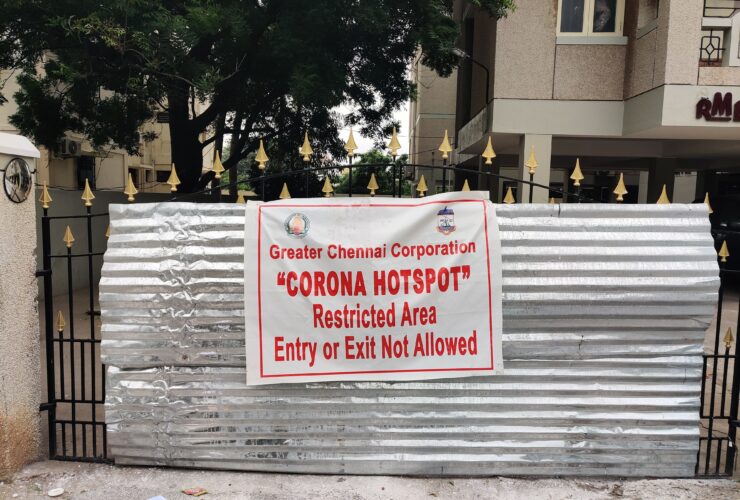 Greater Chennai Corporation
"CORONA HOTSPOT"
Restricted Area
Entry or Exit Not Allowed